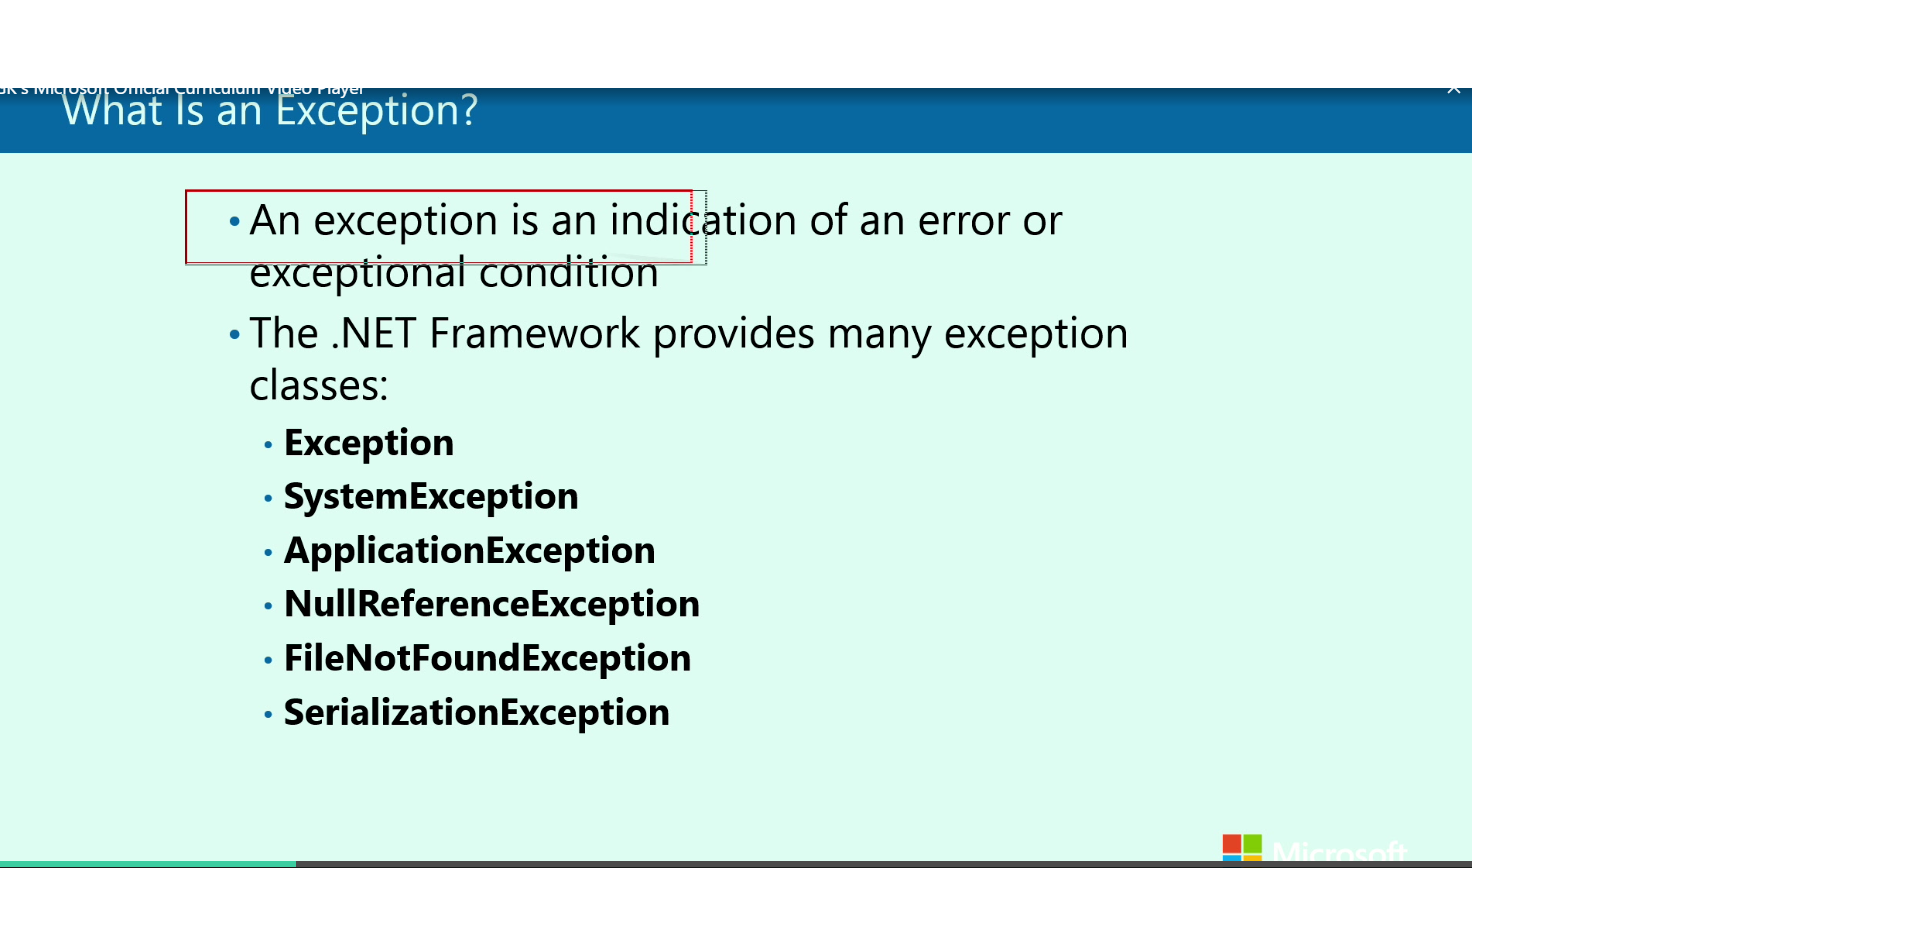 GK's Microsoft Official Curriculum Video Player
What Is an Exception?
• An exception is an indication of an error or
exceptional condition
• The .NET Framework provides many exception
classes:
• Exception
• SystemException
• ApplicationException
• NullReferenceException
• FileNotFoundException
• SerializationException
Microsoft